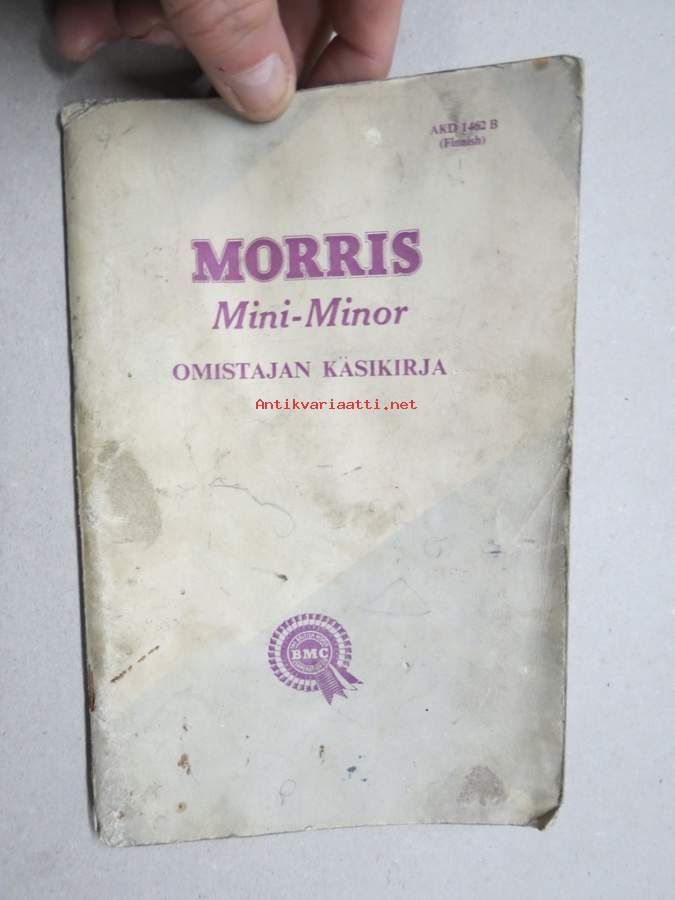 AKD 1462 B
(Finnish)
MORRIS
Mini-Minor
OMISTAJAN KÄSIKIRJA
Antikvariaatti.net
BMC